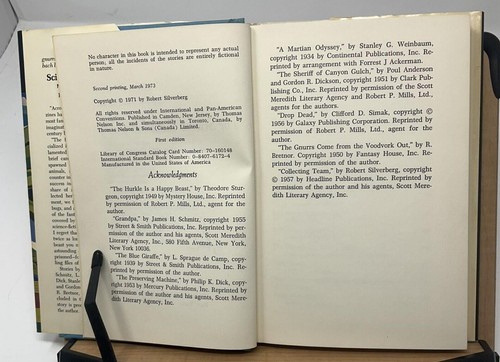 No character in this book is intended to represent any actual
person; all the incidents of the stories are entirely fictional
in nature.
Second printing, March 1973
Copyright © 1971 by Robert Silverberg
All rights reserved under International and Pan-American
Conventions. Published in Camden, New Jersey, by Thomas
Nelson Inc. and simultaneously in Toronto, Canada, by
Thomas Nelson & Sons (Canada) Limited.
First edition
Library of Congress Catalog Card Number: 70-160148
International Standard Book Number: 0-8407-6172-4
Manufactured in the United States of America
Acknowledgments
"The Hurkle Is a Happy Beast," by Theodore Stur-
geon, copyright 1949 by Mystery House, Inc. Reprinted
by permission of Robert P. Mills, Ltd., agent for the
author.
"Grandpa," by James H. Schmitz, copyright 1955
by Street & Smith Publications, Inc. Reprinted by per-
mission of the author and his agents, Scott Meredith
Literary Agency, Inc., 580 Fifth Avenue, New York,
New York 10036.
"The Blue Giraffe," by L. Sprague de Camp, copy-
right 1939 by Street & Smith Publications, Inc. Re-
printed by permission of the author.
"The Preserving Machine," by Philip K. Dick, copy-
right 1953 by Mercury Publications, Inc. Reprinted by
permission of the author and his agents, Scott Mere-
dith Literary Agency, Inc.
"A Martian Odyssey," by Stanley G. Weinbaum,
copyright 1934 by Continental Publications, Inc. Re-
printed by arrangement with Forrest J Ackerman.
"The Sheriff of Canyon Gulch," by Poul Anderson
and Gordon R. Dickson, copyright 1951 by Clark Pub-
lishing Co., Inc. Reprinted by permission of the Scott
Meredith Literary Agency and Robert P. Mills, Ltd.,
agents for the authors.
"Drop Dead," by Clifford D. Simak, copyright ©
1956 by Galaxy Publishing Corporation. Reprinted by
permission of Robert P. Mills, Ltd., agent for the
author.
"The Gnurrs Come from the Voodvork Out," by R.
Bretnor. Copyright 1950 by Fantasy House, Inc. Re-
printed by permission of the author.
"Collecting Team," by Robert Silverberg, copyright
© 1957 by Headline Publications, Inc. Reprinted by
permission of the author and his agents, Scott Mere-
dith Literary Agency, Inc.